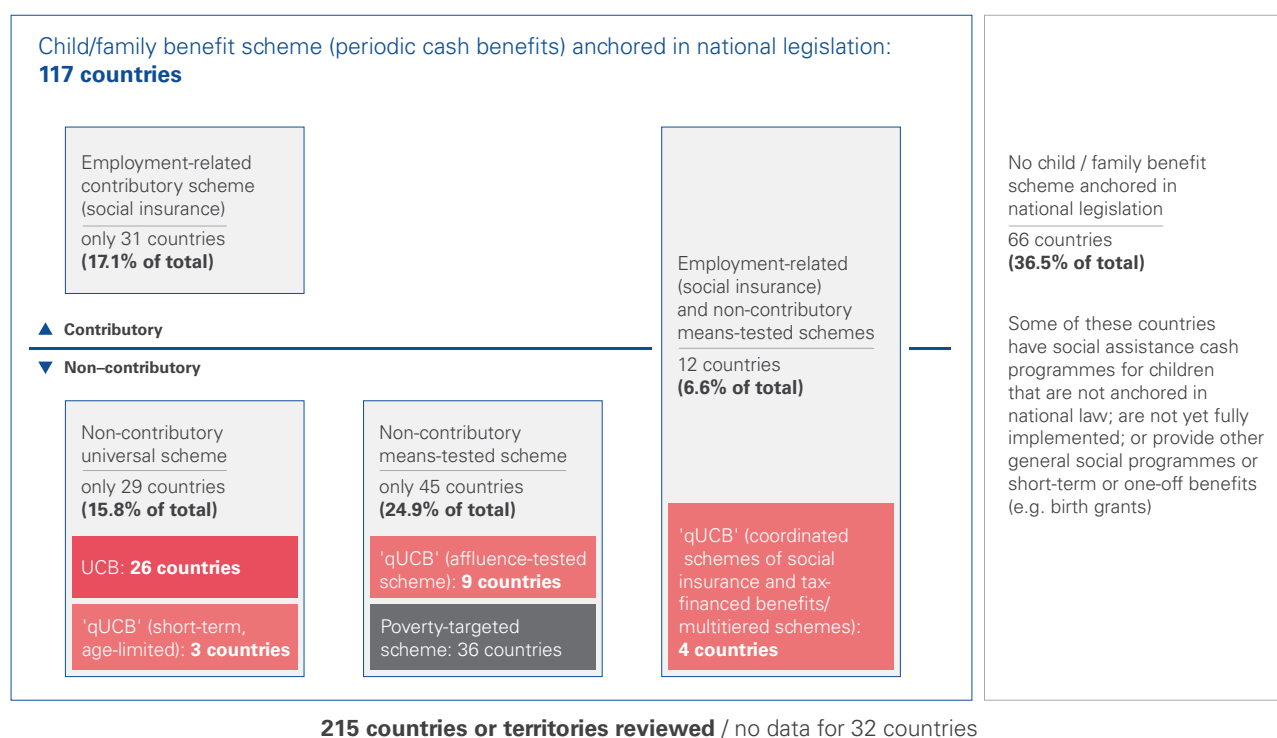 Child/family benefit scheme (periodic cash benefits) anchored in national legislation:
117 countries
Employment-related
contributory scheme
(social insurance)
only 31 countries
(17.1% of total)
▲ Contributory
▼ Non–contributory
Non-contributory
universal scheme
only 29 countries
(15.8% of total)
UCB: 26 countries
'qUCB' (short-term,
age-limited): 3 countries
Non-contributory
means-tested scheme
only 45 countries
(24.9% of total)
'qUCB' (affluence-tested
scheme): 9 countries
Poverty-targeted
scheme: 36 countries
Employment-related
(social insurance)
and non-contributory
means-tested schemes
12 countries
(6.6% of total)
'qUCB' (coordinated
schemes of social
insurance and tax-
financed benefits/
multitiered schemes):
4 countries
No child / family benefit
scheme anchored in
national legislation
66 countries
(36.5% of total)
Some of these countries
have social assistance cash
programmes for children
that are not anchored in
national law; are not yet fully
implemented; or provide other
general social programmes or
short-term or one-off benefits
(e.g. birth grants)
215 countries or territories reviewed / no data for 32 countries